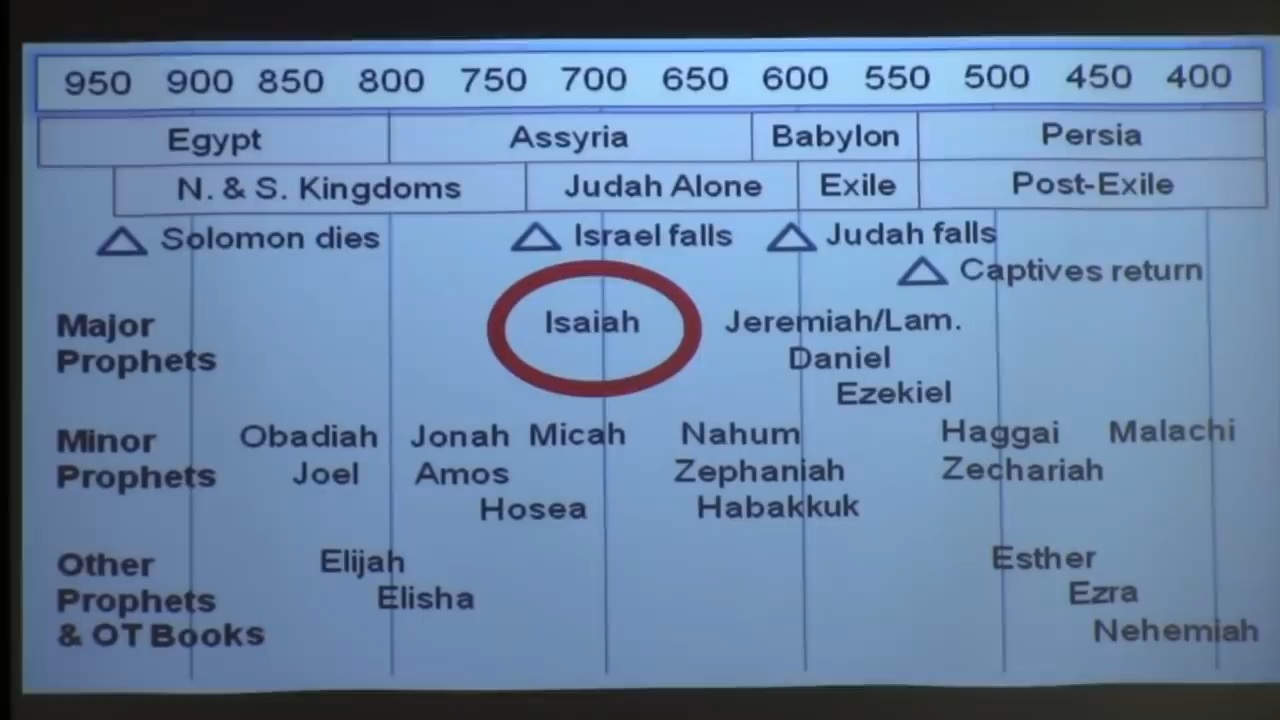 950 900 850 800 750 700 650 600 550 500 450 400
Egypt Assyria Babylon Persia
N. & S. Kingdoms Judah Alone Exile Post-Exile
Solomon dies Israel falls Judah falls
Captives return
Major Isaiah Jeremiah/Lam.
Prophets Daniel
Ezekiel
Minor Obadiah Jonah Micah Nahum Haggai Malachi
Prophets Joel Amos Zephaniah Zechariah
Hosea Habakkuk
Other Elijah Esther
Prophets Elisha Ezra
& OT Books Nehemiah